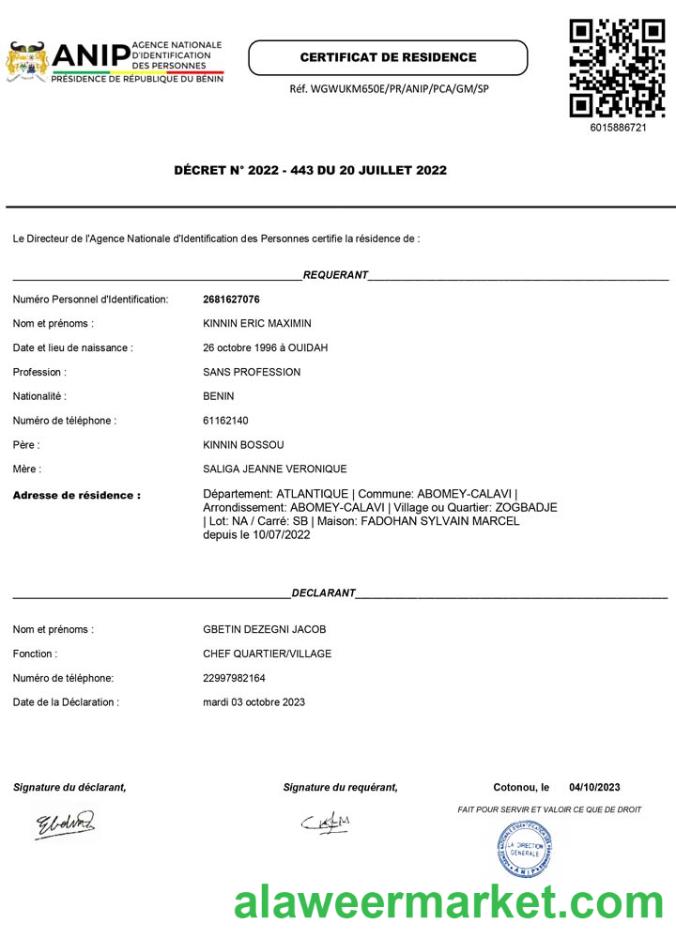 ANIP
AGENCE NATIONALE
D'IDENTIFICATION
DES PERSONNES
PRÉSIDENCE DE RÉPUBLIQUE DU BÉNIN
CERTIFICAT DE RESIDENCE
Réf. WGWUKM650E/PR/ANIP/PCA/GM/SP
6015886721
DÉCRET N° 2022 - 443 DU 20 JUILLET 2022
Le Directeur de l'Agence Nationale d'Identification des Personnes certifie la résidence de :
REQUERANT
Numéro Personnel d'Identification: 2681627076
Nom et prénoms : KINNIN ERIC MAXIMIN
Date et lieu de naissance : 26 octobre 1996 à OUIDAH
Profession : SANS PROFESSION
Nationalité : BENIN
Numéro de téléphone : 61162140
Père : KINNIN BOSSOU
Mère : SALIGA JEANNE VERONIQUE
Adresse de résidence : Département: ATLANTIQUE | Commune: ABOMEY-CALAVI |
Arrondissement: ABOMEY-CALAVI | Village ou Quartier: ZOGBADJE
| Lot: NA / Carré: SB | Maison: FADOHAN SYLVAIN MARCEL
depuis le 10/07/2022
DECLARANT
Nom et prénoms : GBETIN DEZEGNI JACOB
Fonction : CHEF QUARTIER/VILLAGE
Numéro de téléphone: 22997982164
Date de la Déclaration : mardi 03 octobre 2023
Signature du déclarant, Signature du requérant, Cotonou, le 04/10/2023
FAIT POUR SERVIR ET VALOIR CE QUE DE DROIT
LA DIRECTION
GENERALE
ANIP
alaweermarket.com